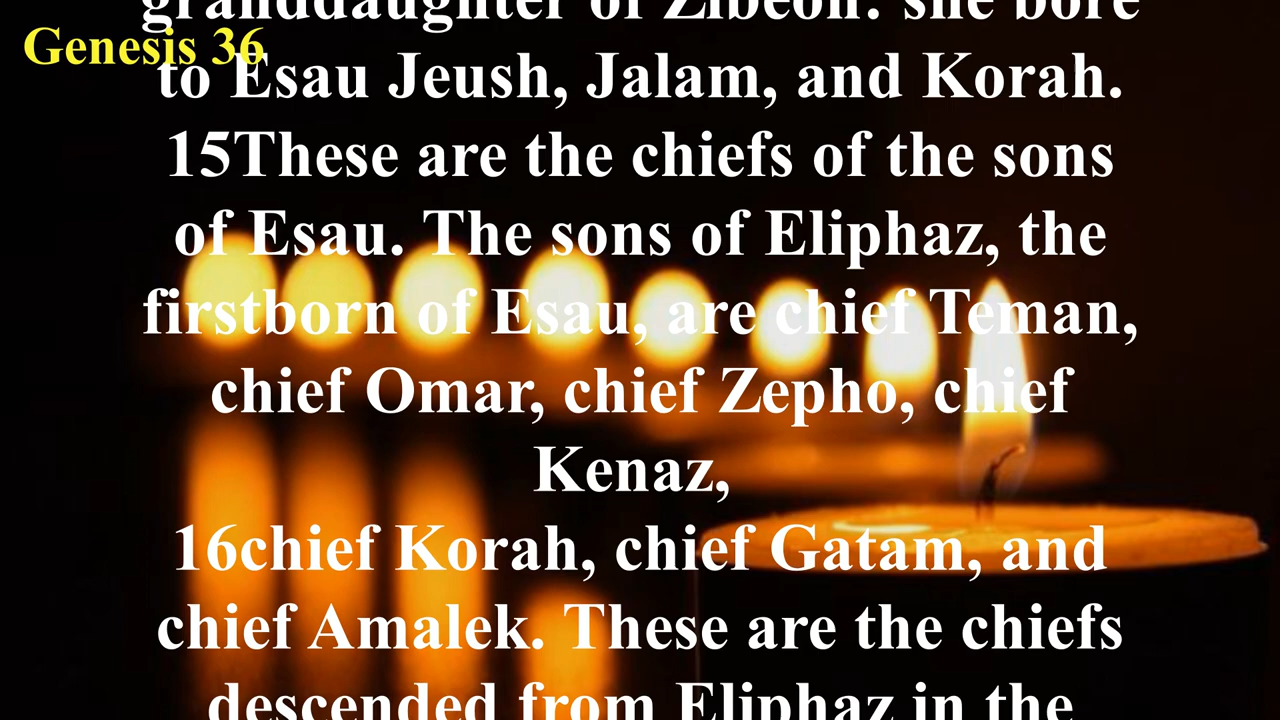 granddaughter of Zibeon: she bore
Genesis 36
to Esau Jeush, Jalam, and Korah.
15These are the chiefs of the sons
of Esau. The sons of Eliphaz, the
firstborn of Esau, are chief Teman,
chief Omar, chief Zepho, chief
Kenaz,
16chief Korah, chief Gatam, and
chief Amalek. These are the chiefs
descended from Eliphaz in the